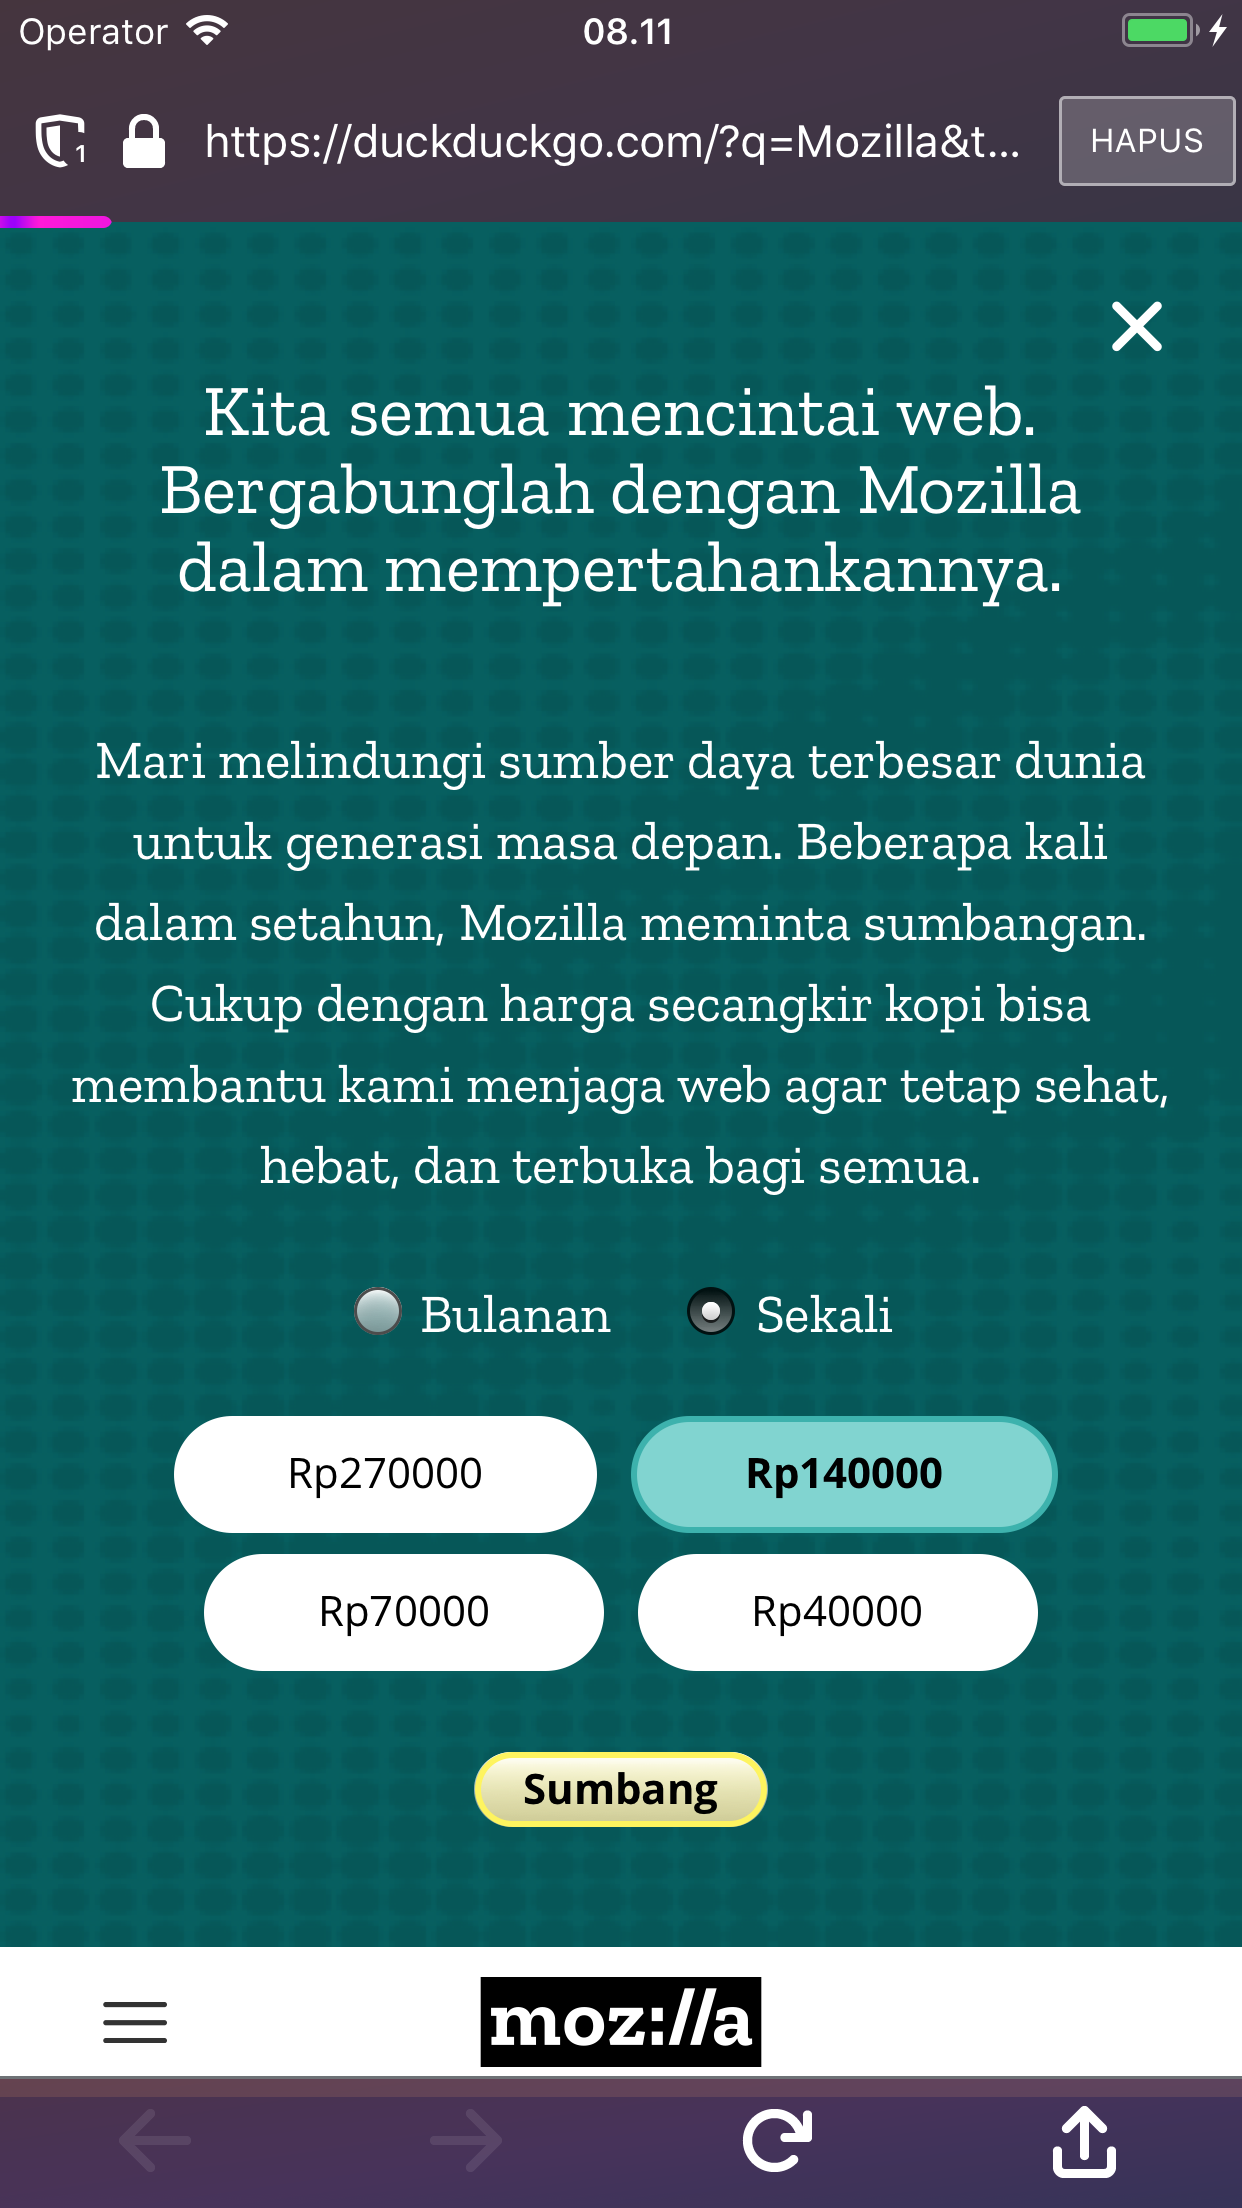 Operator
08.11
1
https://duckduckgo.com/?q=Mozilla&t...
HAPUS
Kita semua mencintai web.
Bergabunglah dengan Mozilla
dalam mempertahankannya.
Mari melindungi sumber daya terbesar dunia
untuk generasi masa depan. Beberapa kali
dalam setahun, Mozilla meminta sumbangan.
Cukup dengan harga secangkir kopi bisa
membantu kami menjaga web agar tetap sehat,
hebat, dan terbuka bagi semua.
Bulanan Sekali
Rp270000 Rp140000
Rp70000 Rp40000
Sumbang
moz://a